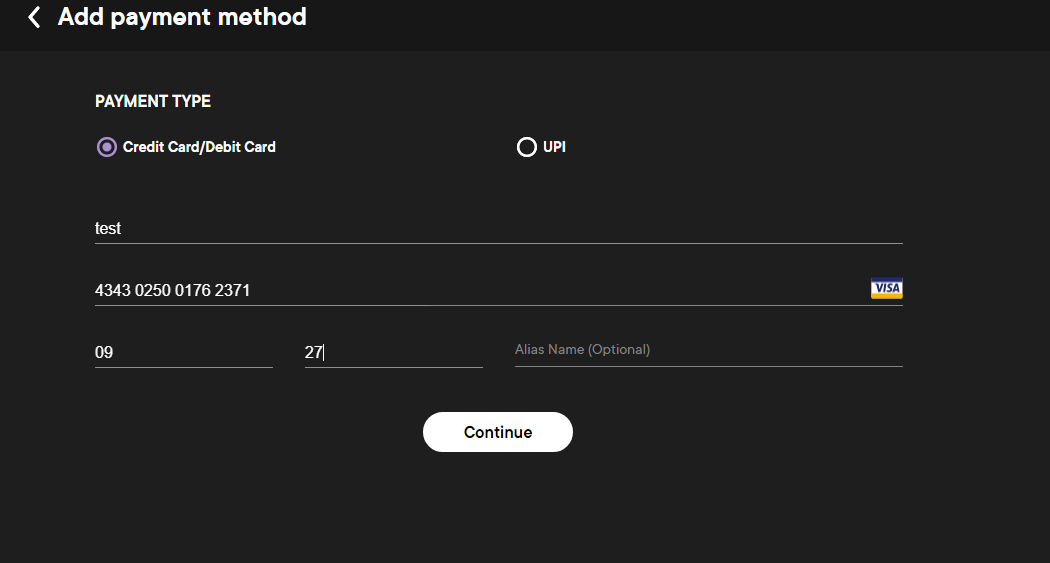 Add payment method
PAYMENT TYPE
Credit Card/Debit Card
UPI
test
4343 0250 0176 2371
VISA
09
27
Alias Name (Optional)
Continue